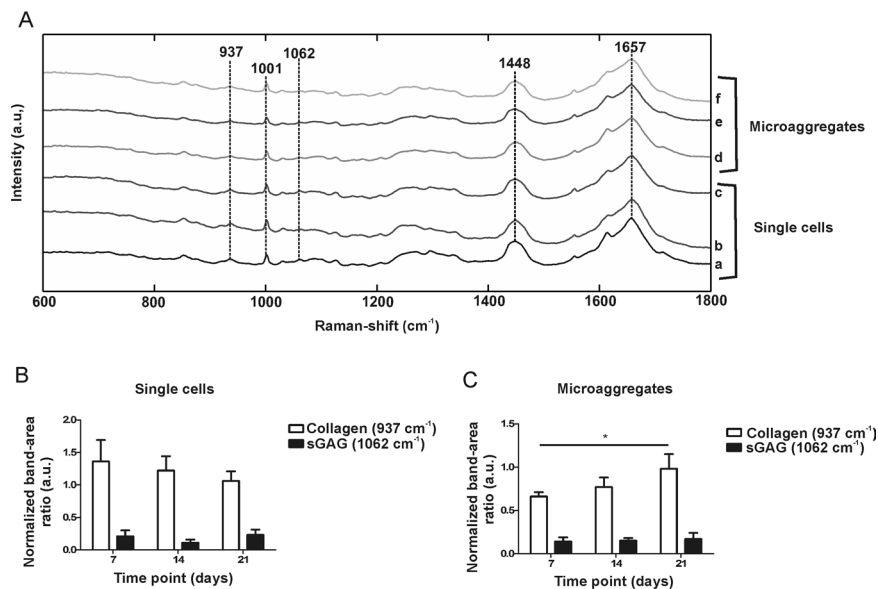 A
937
1001
1062
1448
1657
Intensity (a.u,)
f
e
d
c
b
a
Microaggregates
Single cells
600
800
1000
1200
1400
1600
1800
Raman-shift (cm-1)
B
Single cells
Normalized band-area
ratio (a.u.)
2.0
1.5
1.0
0.5
0.0
7
14
21
Time point (days)
Collagen (937 cm-1)
sGAG (1062 cm-1)
C
Microaggregates
Normalized band-area
ratio (a.u.)
1.5
1.0
0.5
0.0
*
7
14
21
Time point (days)
Collagen (937 cm-1)
sGAG (1062 cm-1)